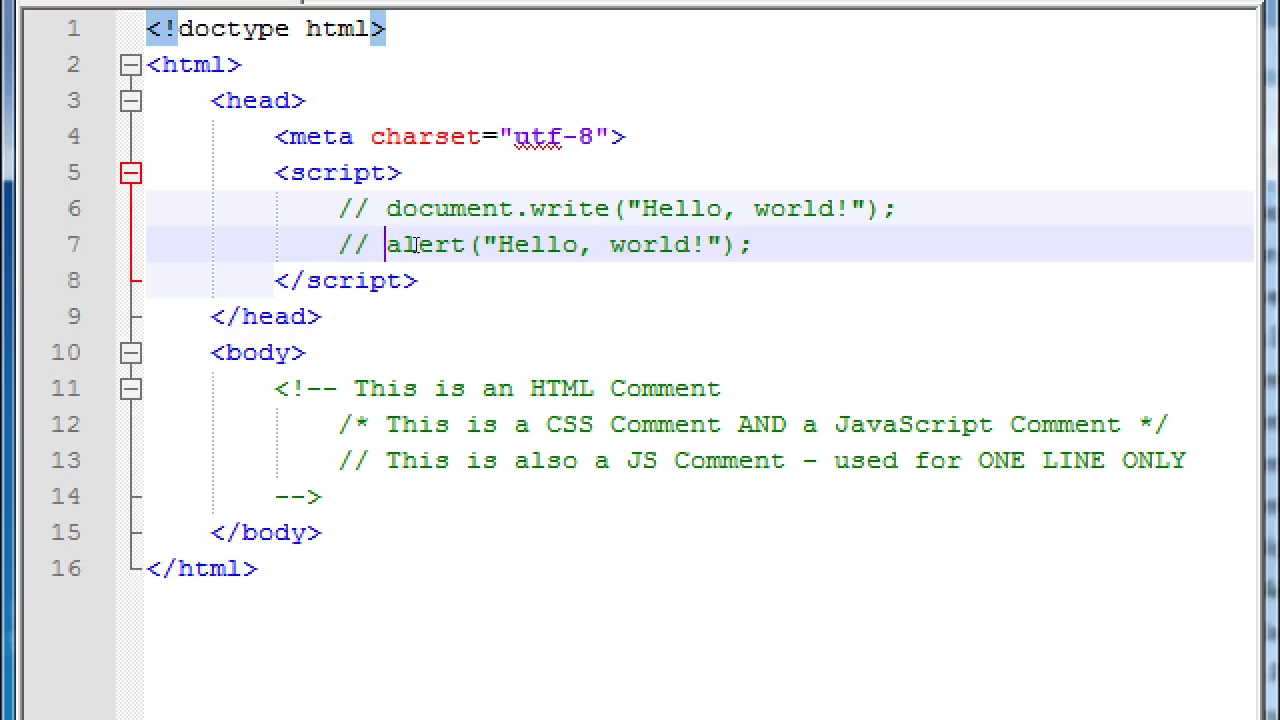 1 <!doctype html>
2 <html>
3 <head>
4 <meta charset="utf-8">
5 <script>
6 // document.write("Hello, world!");
7 // alert("Hello, world!");
8 </script>
9 </head>
10 <body>
11 <!-- This is an HTML Comment
12 /* This is a CSS Comment AND a JavaScript Comment */
13 // This is also a JS Comment - used for ONE LINE ONLY
14 -->
15 </body>
16 </html>